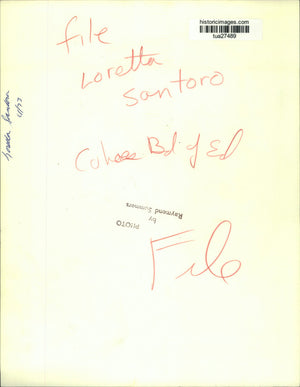 historicimages.com
tua27489
file
Loretta
Santoro
Cohoes Bd. of Ed
PHOTO
by
Raymond Summers
File